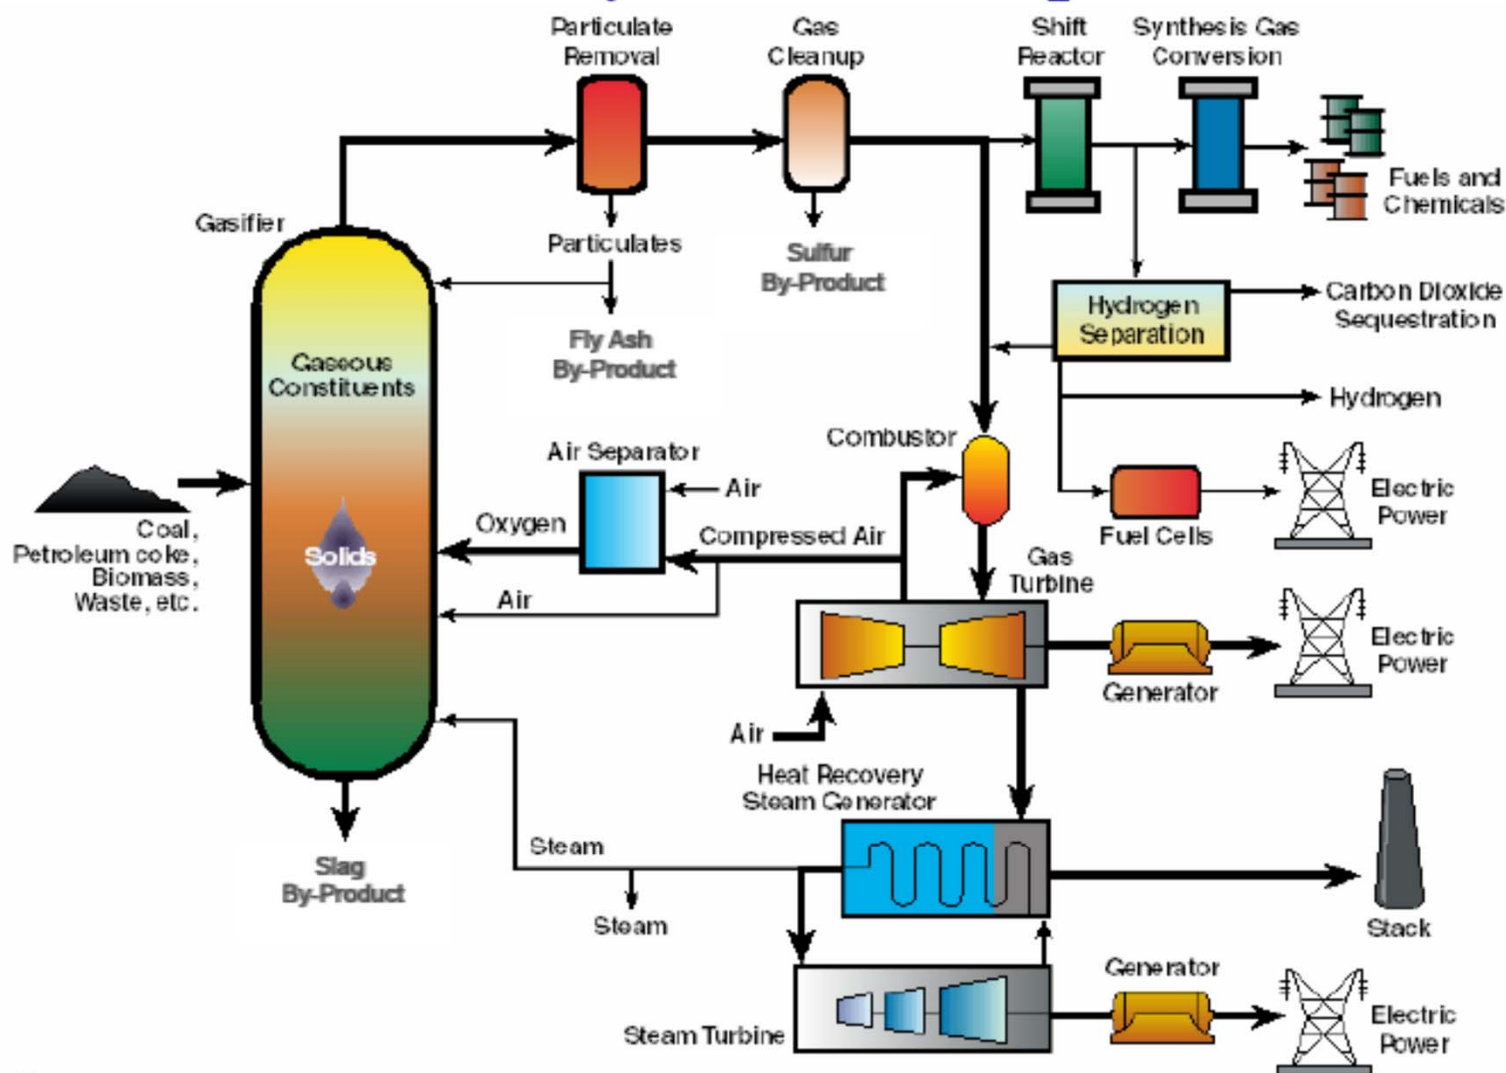 Particulate
Removal
Gas
Cleanup
Shift
Reactor
Synthesis Gas
Conversion
Fuels and
Chemicals
Gasifier
Particulates
Sulfur
By-Product
Fly Ash
By-Product
Hydrogen
Separation
Carbon Dioxide
Sequestration
Hydrogen
Gaseous
Constituents
Combustor
Air Separator
Air
Fuel Cells
Electric
Power
Coal,
Petroleum coke,
Biomass,
Waste, etc.
Solids
Oxygen
Compressed Air
Air
Gas
Turbine
Generator
Electric
Power
Air
Heat Recovery
Steam Generator
Slag
By-Product
Steam
Steam
Stack
Steam Turbine
Generator
Electric
Power